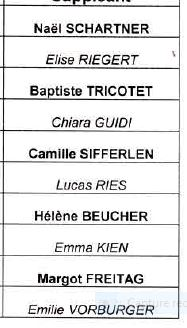 Suppléant
Naël SCHARTNER
Elise RIEGERT
Baptiste TRICOTET
Chiara GUIDI
Camille SIFFERLEN
Lucas RIES
Hélène BEUCHER
Emma KIEN
Margot FREITAG
Emilie VORBURGER